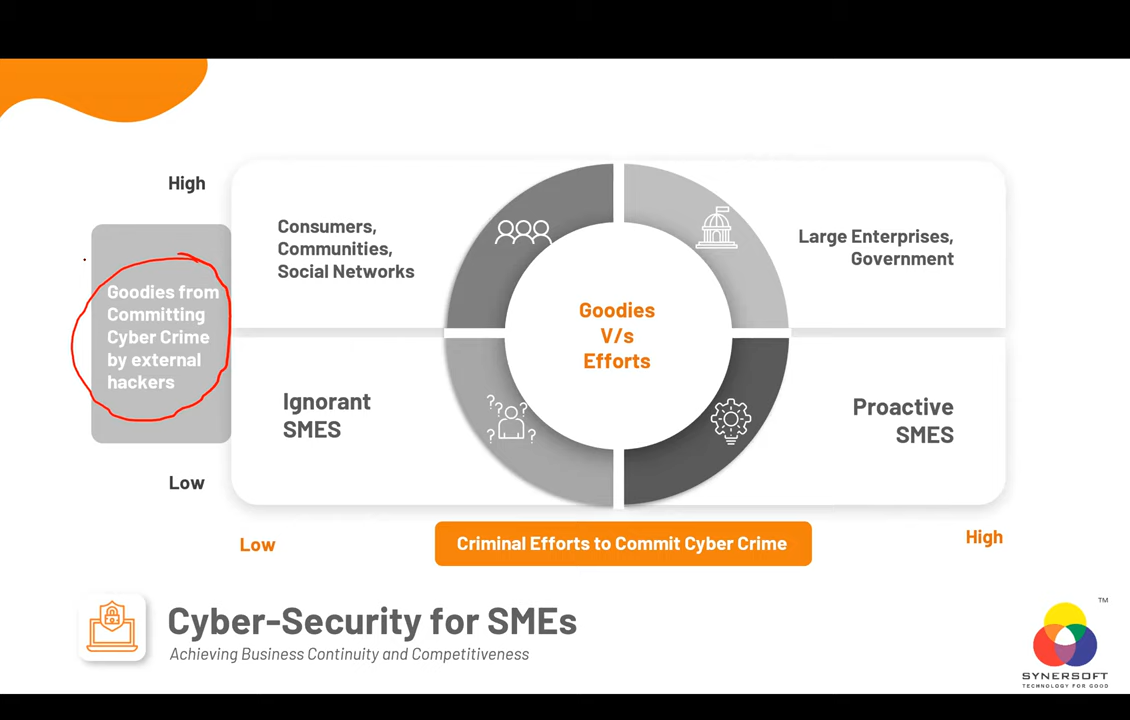 High
Consumers,
Communities,
Social Networks
Large Enterprises,
Government
Goodies from
Committing
Cyber Crime
by external
hackers
Goodies
V/s
Efforts
Ignorant
SMES
? ? ? ? ? ?
Proactive
SMES
Low
Low
Criminal Efforts to Commit Cyber Crime
High
Cyber-Security for SMEs
Achieving Business Continuity and Competitiveness
TM
SYNERSOFT
TECHNOLOGY FOR GOOD